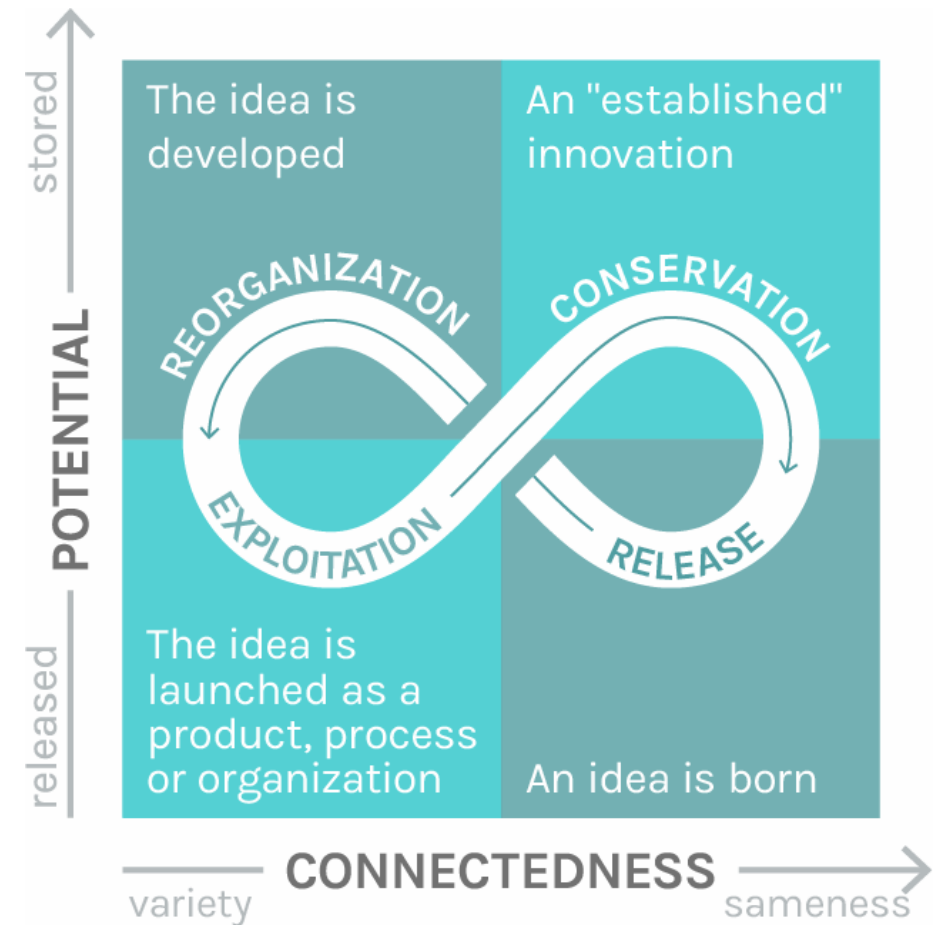 stored
POTENTIAL
released
The idea is
developed
An "established"
innovation
REORGANIZATION
CONSERVATION
EXPLOITATION
RELEASE
The idea is
launched as a
product, process
or organization
An idea is born
CONNECTEDNESS
variety
sameness